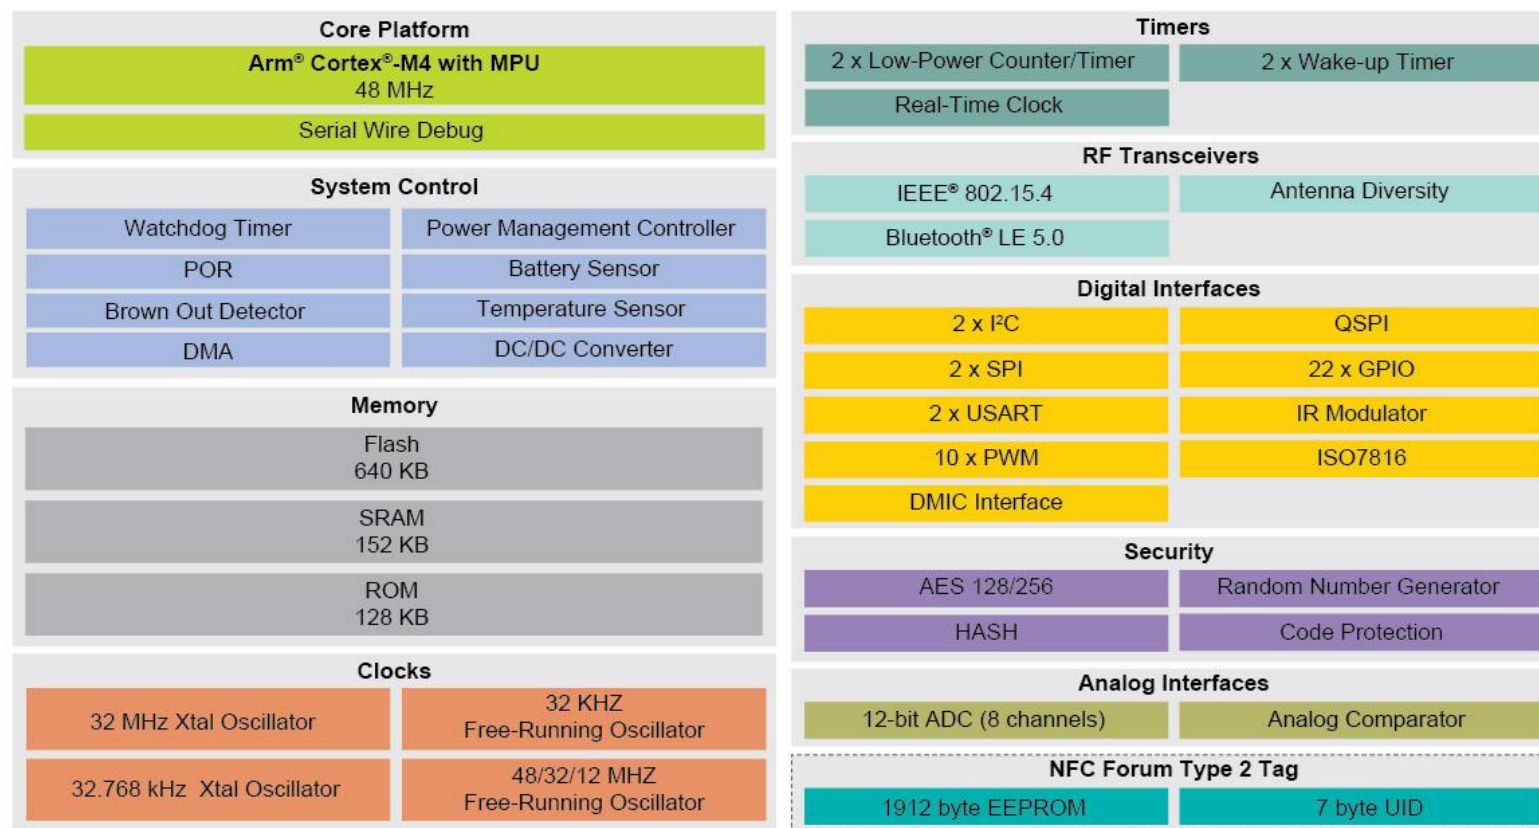 Core Platform
Arm® Cortex®-M4 with MPU
48 MHz
Serial Wire Debug
System Control
Watchdog Timer
Power Management Controller
POR
Battery Sensor
Brown Out Detector
Temperature Sensor
DMA
DC/DC Converter
Memory
Flash
640 KB
SRAM
152 KB
ROM
128 KB
Clocks
32 MHz Xtal Oscillator
32 KHZ
Free-Running Oscillator
32.768 kHz Xtal Oscillator
48/32/12 MHZ
Free-Running Oscillator
Timers
2 x Low-Power Counter/Timer
2 x Wake-up Timer
Real-Time Clock
RF Transceivers
IEEE® 802.15.4
Antenna Diversity
Bluetooth® LE 5.0
Digital Interfaces
2 x I²C
QSPI
2 x SPI
22 x GPIO
2 x USART
IR Modulator
10 x PWM
ISO7816
DMIC Interface
Security
AES 128/256
Random Number Generator
HASH
Code Protection
Analog Interfaces
12-bit ADC (8 channels)
Analog Comparator
NFC Forum Type 2 Tag
1912 byte EEPROM
7 byte UID